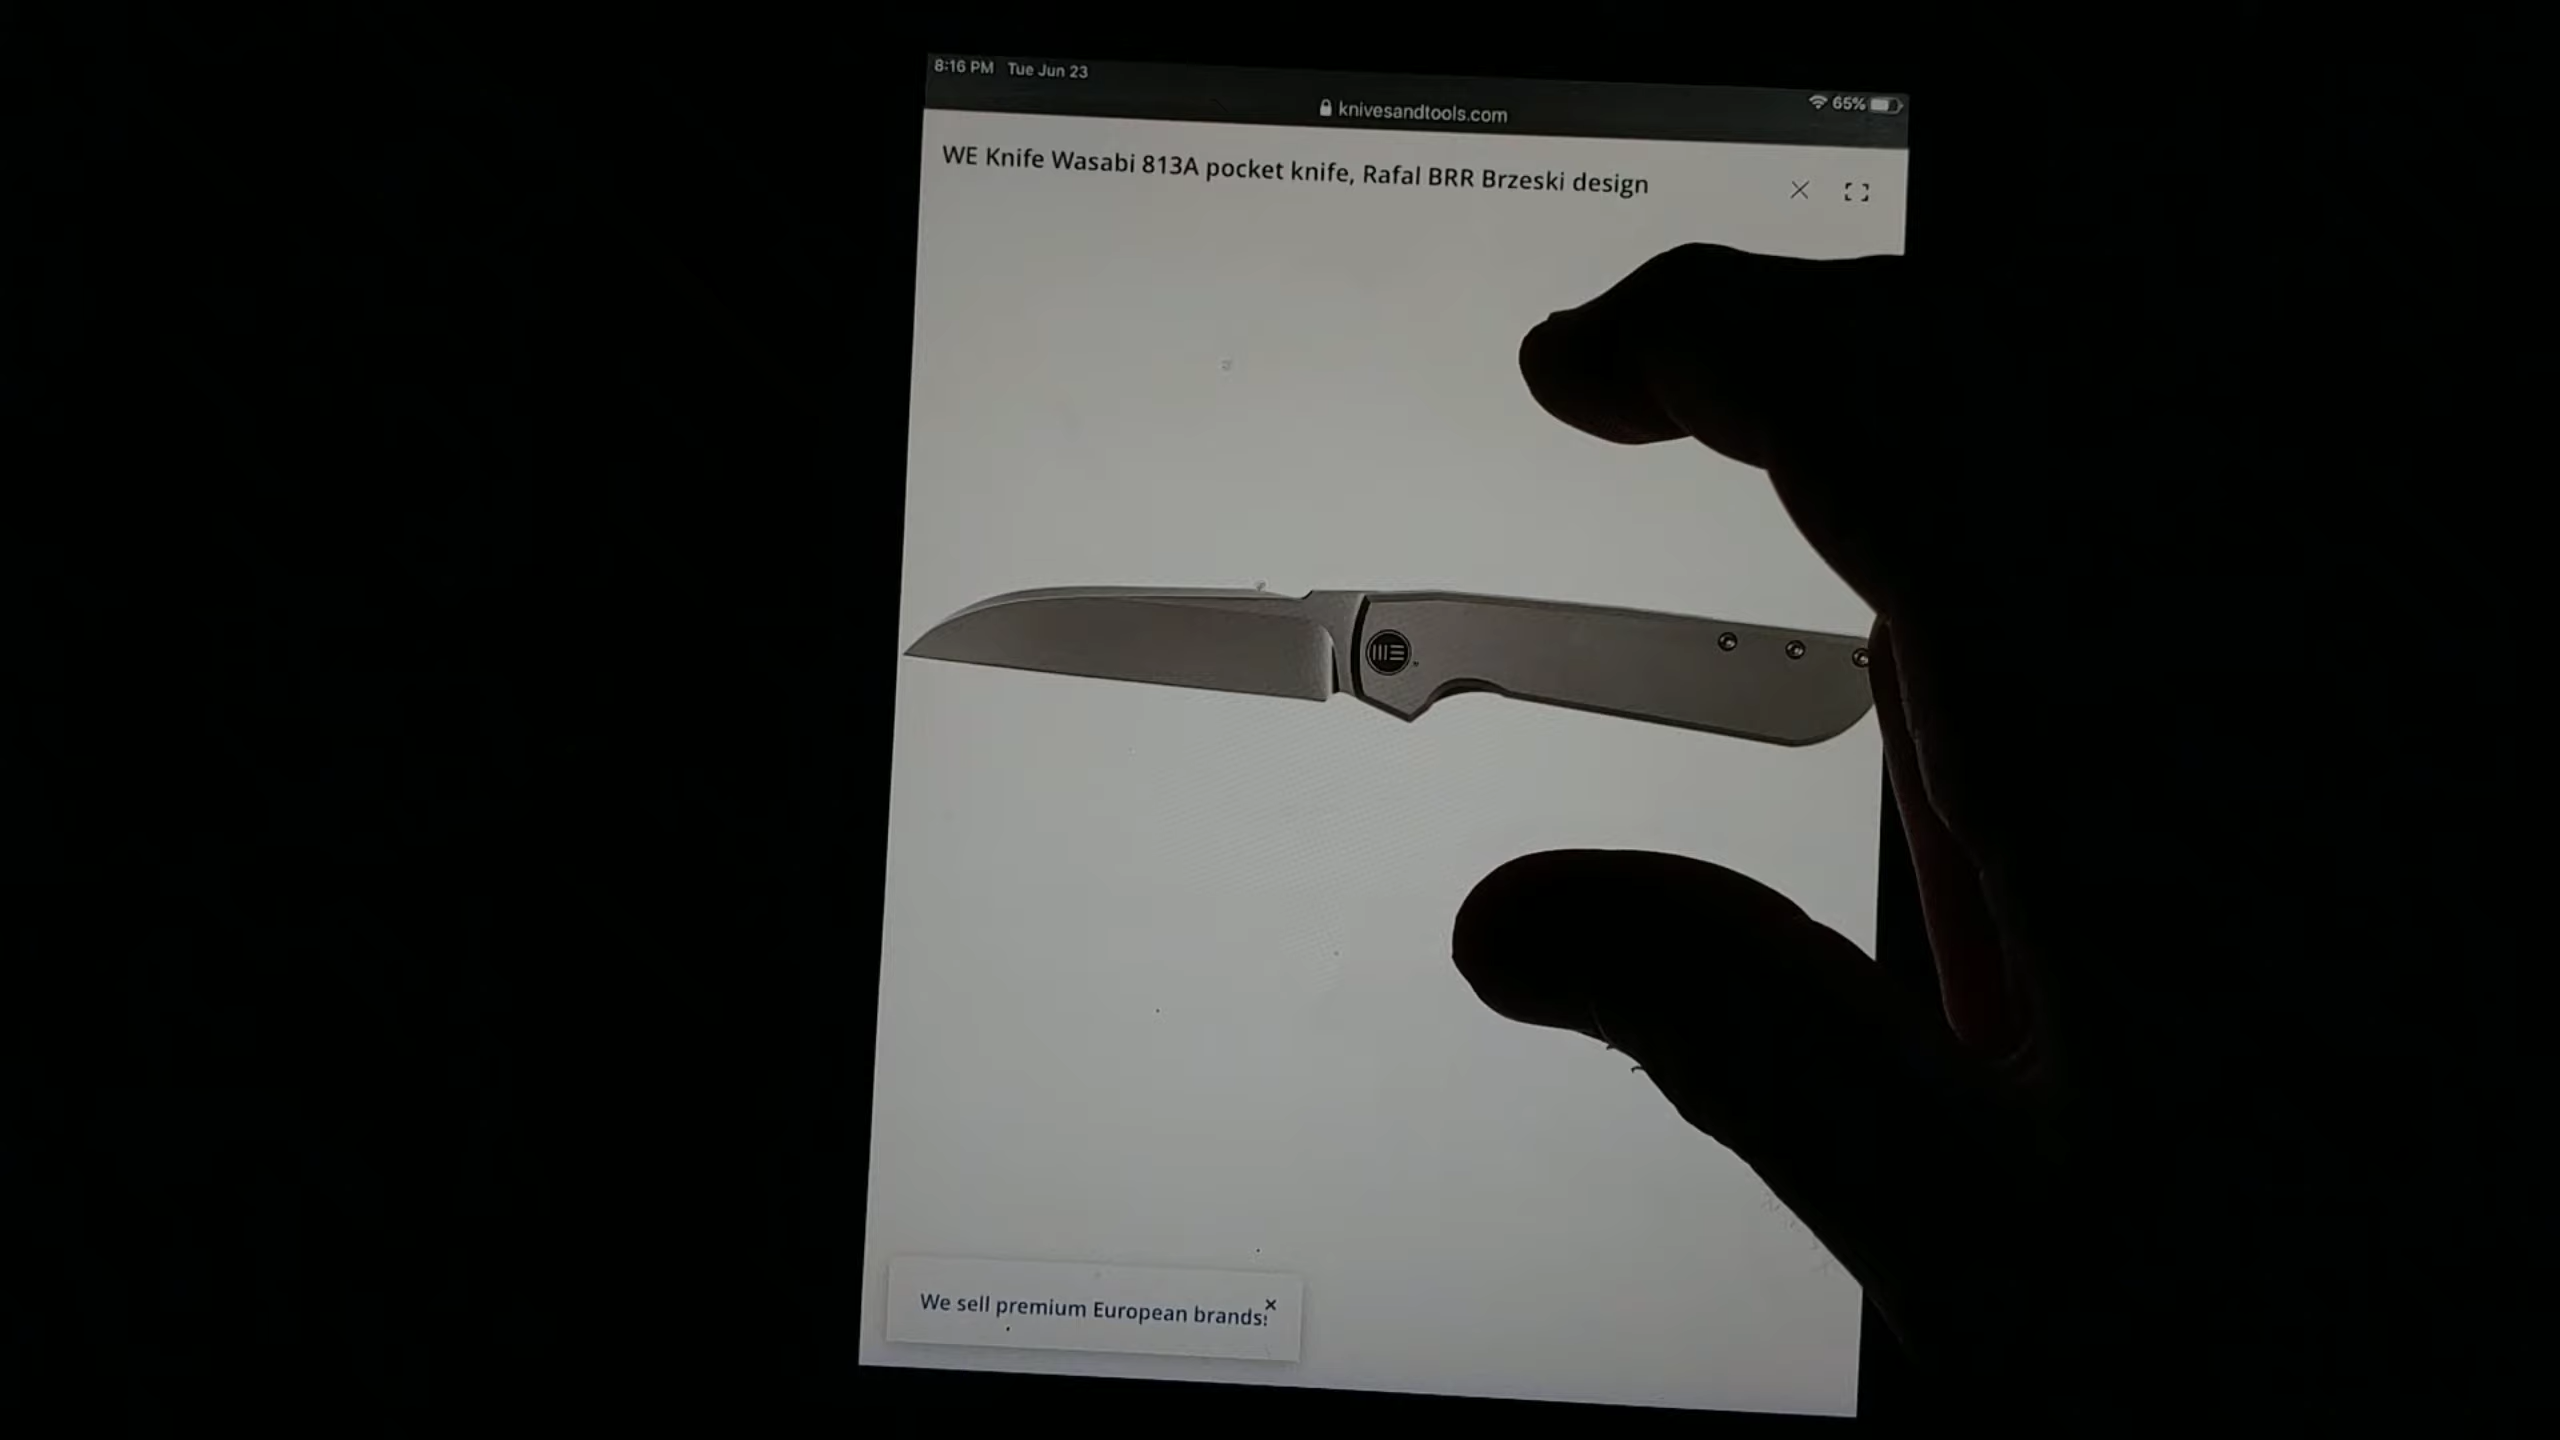 8:16 PM Tue Jun 23
65%
knivesandtools.com
WE Knife Wasabi 813A pocket knife, Rafal BRR Brzeski design
WE
We sell premium European brands!